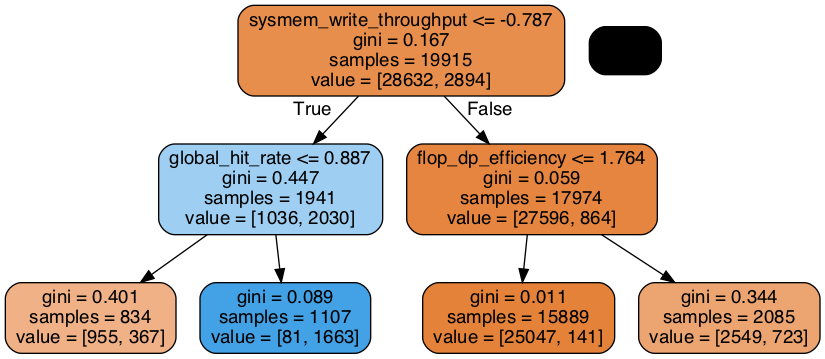 sysmem_write_throughput <= -0.787
gini = 0.167
samples = 19915
value = [28632, 2894]
True
False
global_hit_rate <= 0.887
gini = 0.447
samples = 1941
value = [1036, 2030]
flop_dp_efficiency <= 1.764
gini = 0.059
samples = 17974
value = [27596, 864]
gini = 0.401
samples = 834
value = [955, 367]
gini = 0.089
samples = 1107
value = [81, 1663]
gini = 0.011
samples = 15889
value = [25047, 141]
gini = 0.344
samples = 2085
value = [2549, 723]